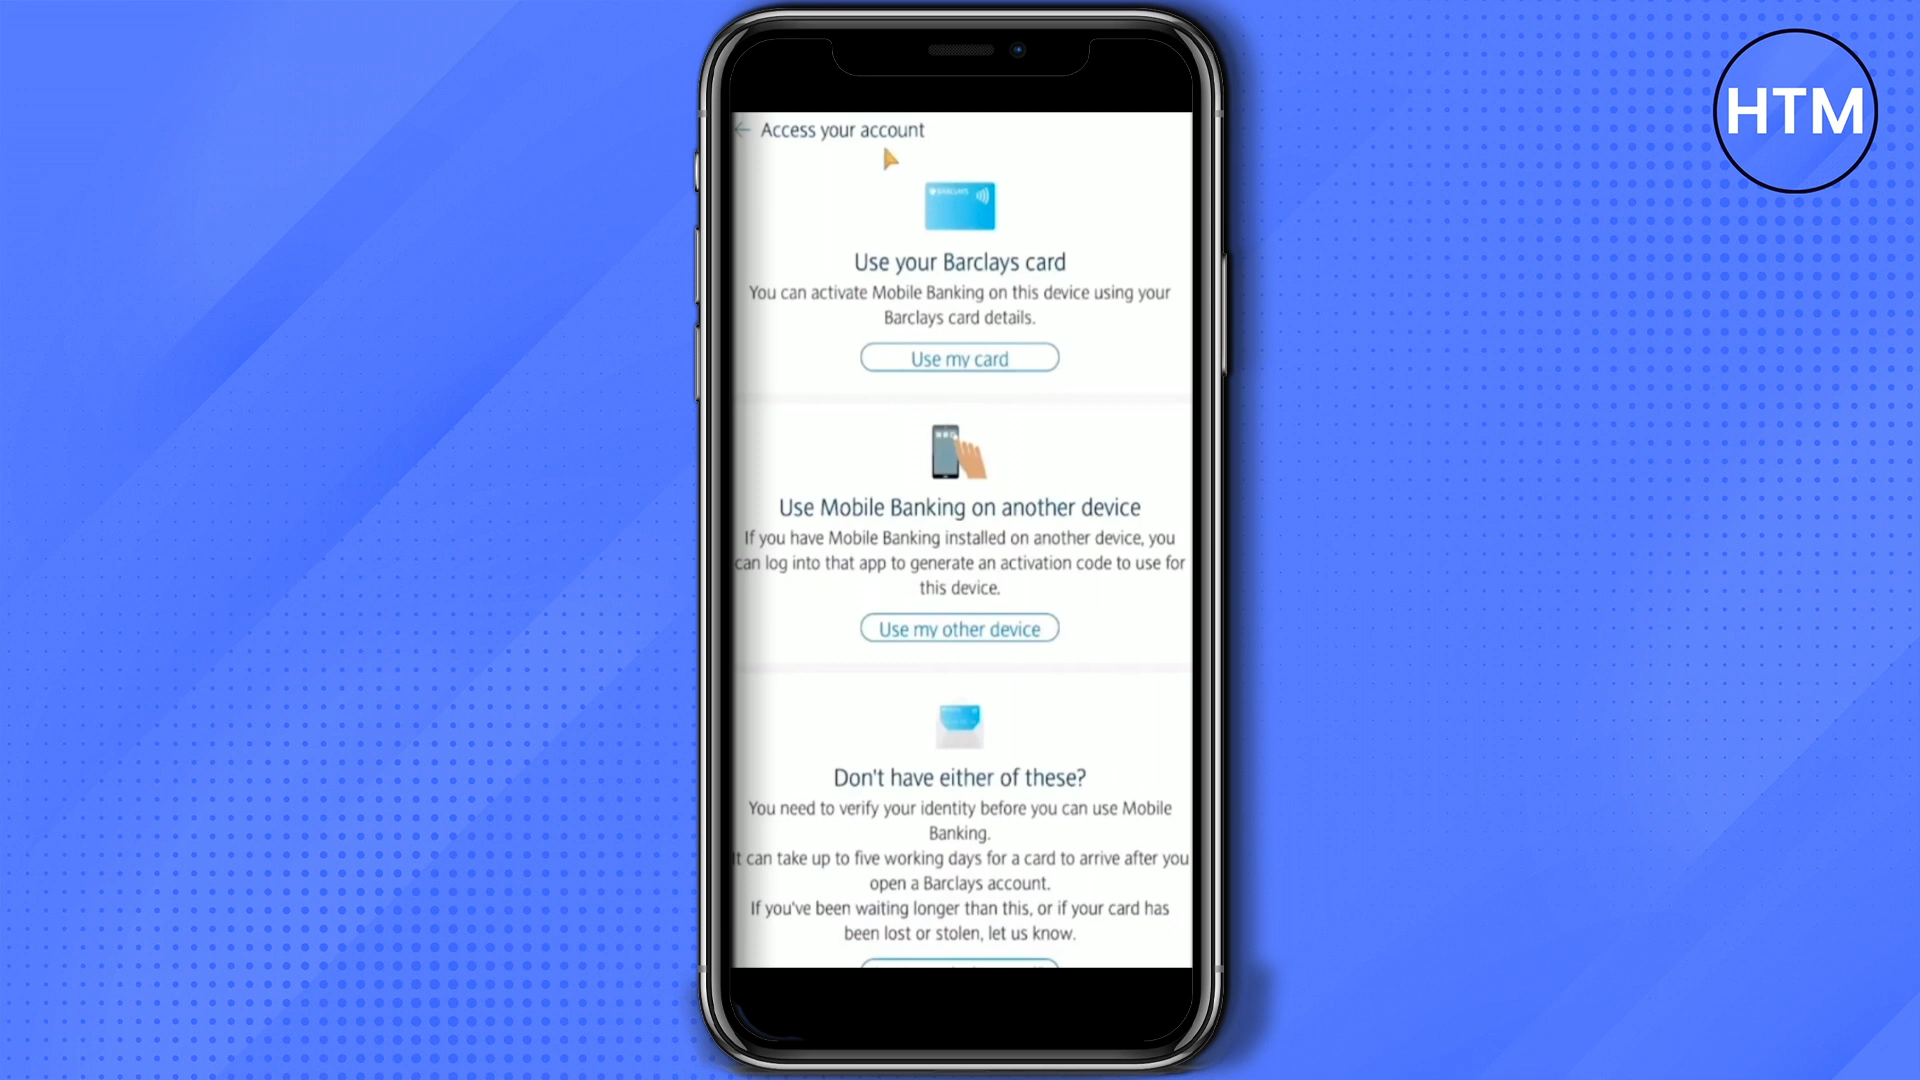 HTM
Access your account
BARCLAYS
Use your Barclays card
You can activate Mobile Banking on this device using your
Barclays card details.
Use my card
Use Mobile Banking on another device
If you have Mobile Banking installed on another device, you
can log into that app to generate an activation code to use for
this device.
Use my other device
Don't have either of these?
You need to verify your identity before you can use Mobile
Banking.
It can take up to five working days for a card to arrive after you
open a Barclays account.
If you've been waiting longer than this, or if your card has
been lost or stolen, let us know.